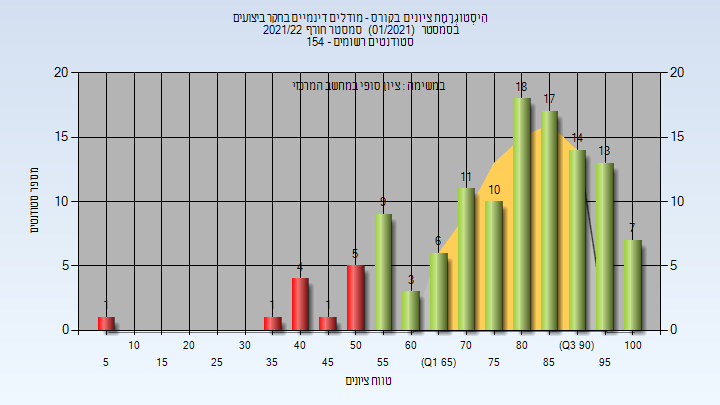 היסטוגרמת ציונים בקורס - מודלים דינמיים בחקר ביצועים
בסמסטר (01/2021) סמסטר חורף 2021/22
סטודנטים רשומים - 154
במשימה : ציון סופי במחשב המרכזי
20 20
15 15
10 10
5 5
0 0
1 1 4 1 5 9 3 6 11 10 18 17 14 13 7
מספר סטודנטים
10 20 30 40 50 60 70 80 (Q3 90) 100
5 15 25 35 45 55 (Q1 65) 75 85 95
טווח ציונים